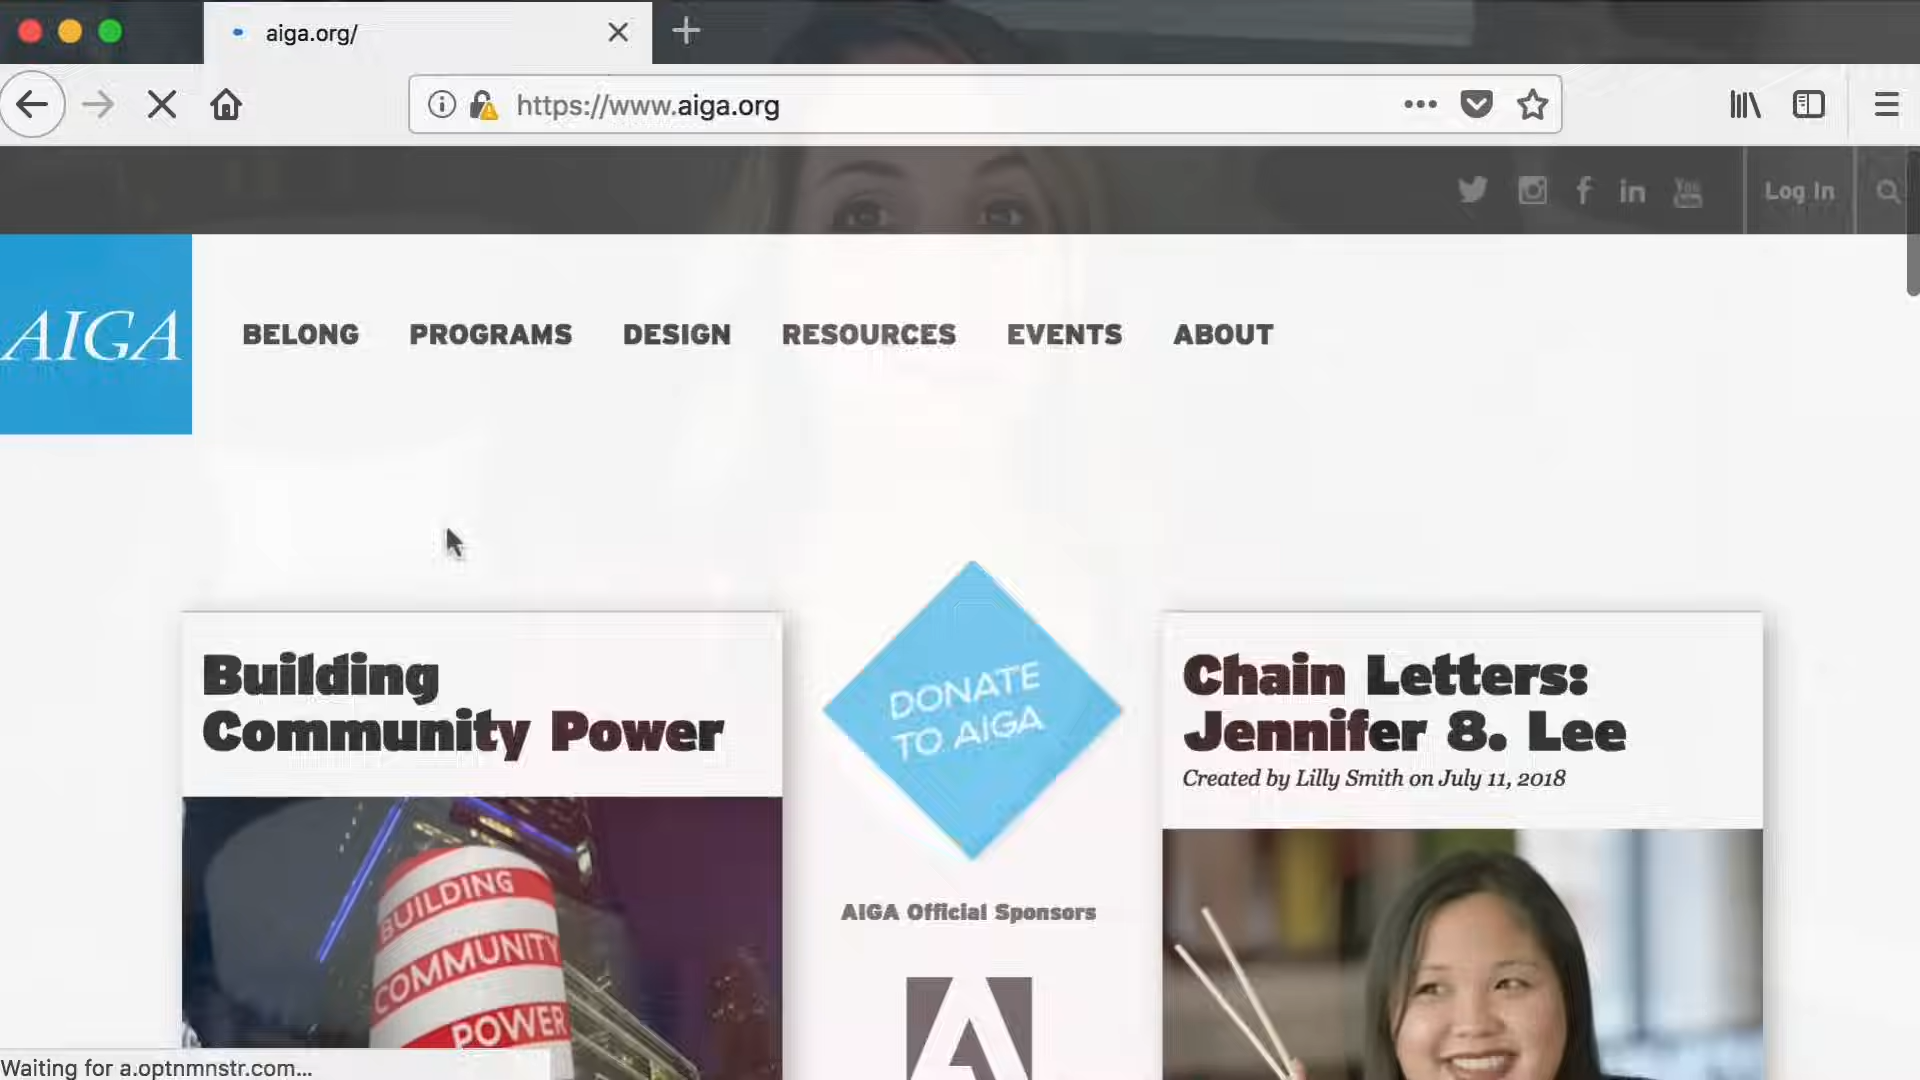 aiga.org/
https://www.aiga.org
You
Log In
AIGA
BELONG PROGRAMS DESIGN RESOURCES EVENTS ABOUT
Building
Community Power
DONATE
TO AIGA
Chain Letters:
Jennifer 8. Lee
Created by Lilly Smith on July 11, 2018
AIGA Official Sponsors
BUILDING
COMMUNITY
POWER
Waiting for a.optnmnstr.com...